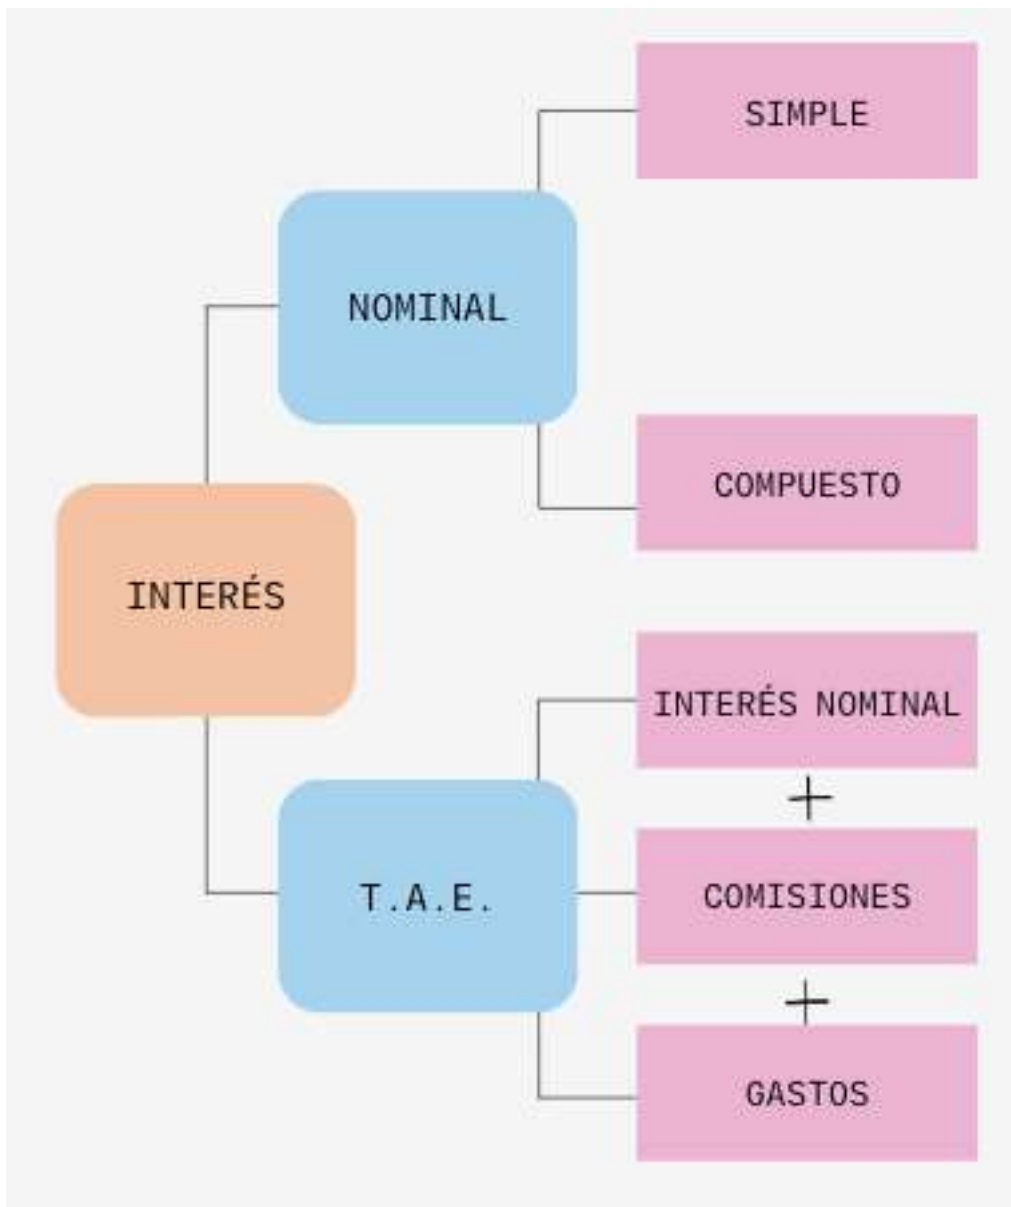 SIMPLE
NOMINAL
COMPUESTO
INTERÉS
INTERÉS NOMINAL
+
T.A.E.
COMISIONES
+
GASTOS